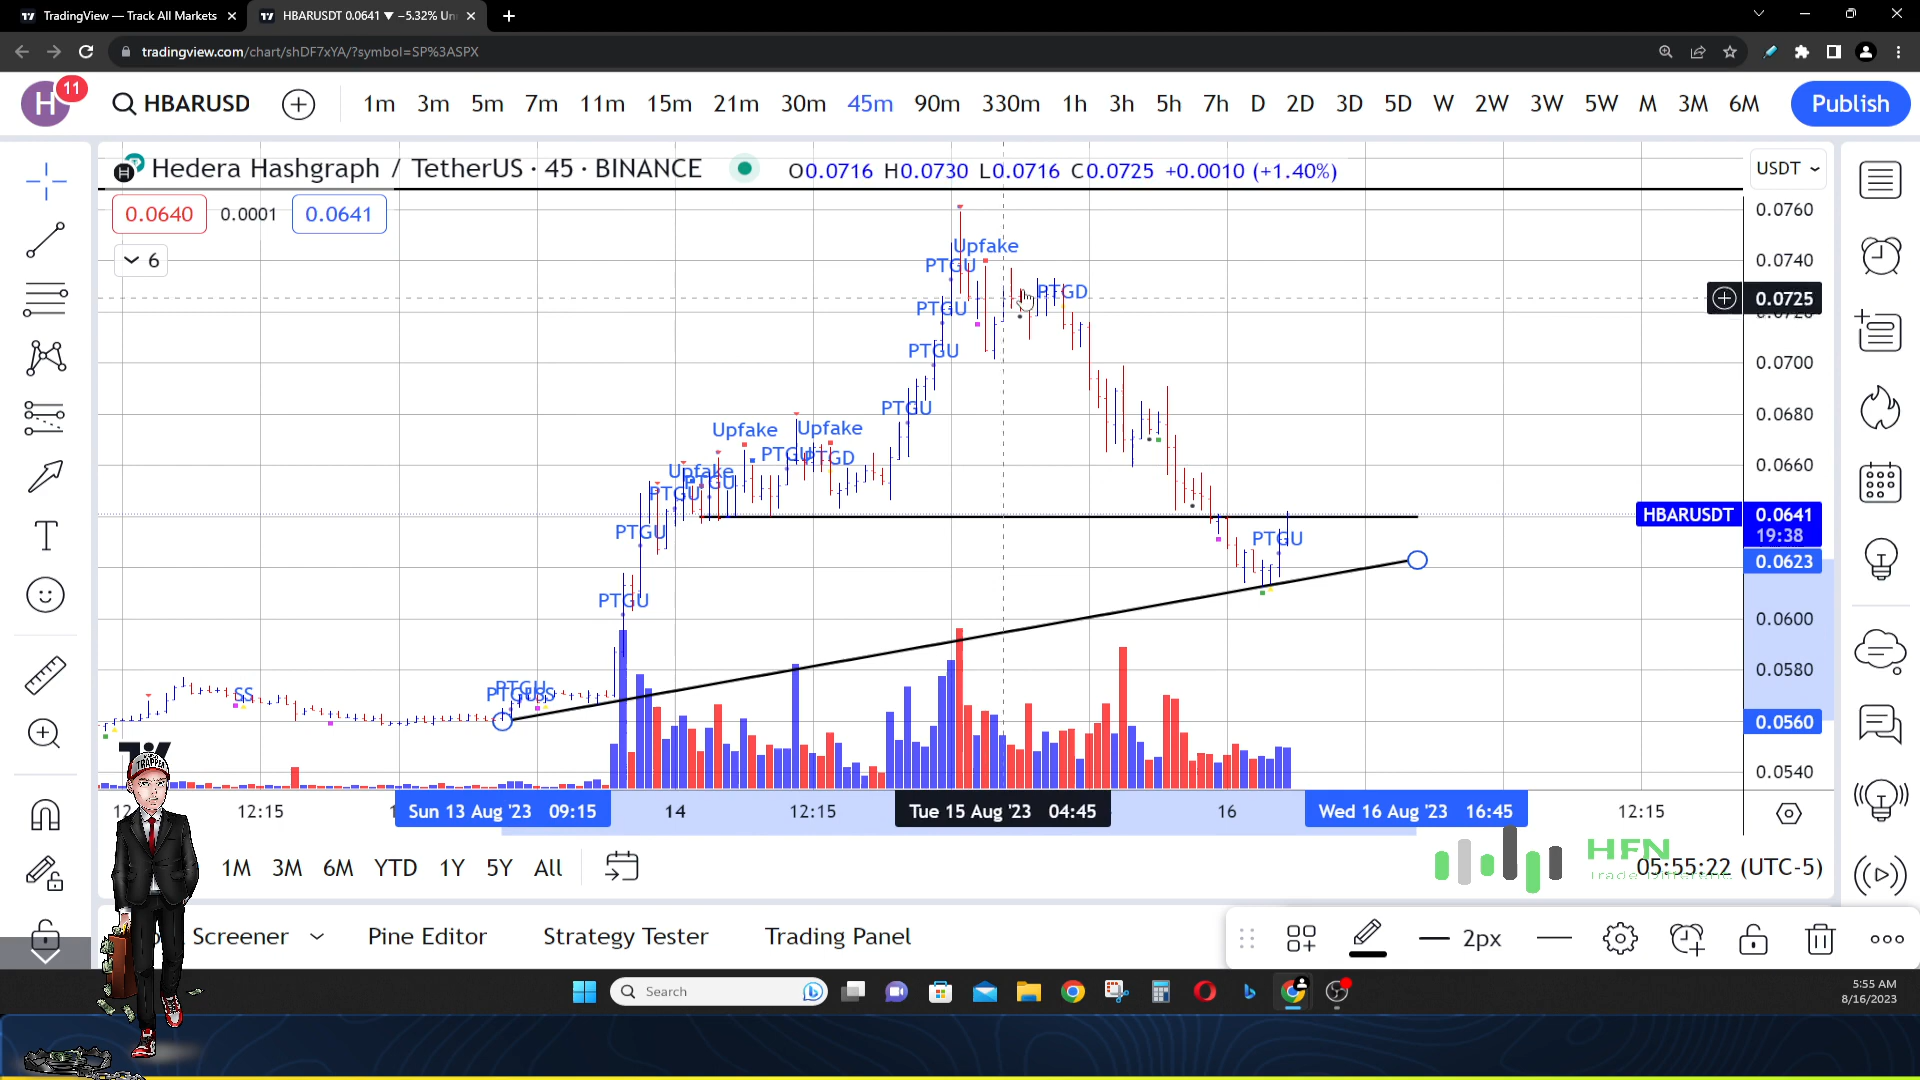 TradingView — Track All Markets
HBARUSDT 0.0641 ▼ −5.32% Un
tradingview.com/chart/shDF7xYA/?symbol=SP%3ASPX
H
11
HBARUSD
1m 3m 5m 7m 11m 15m 21m 30m 45m 90m 330m 1h 3h 5h 7h D 2D 3D 5D W 2W 3W 5W M 3M 6M
Publish
Hedera Hashgraph / TetherUS · 45 · BINANCE
O0.0716 H0.0730 L0.0716 C0.0725 +0.0010 (+1.40%)
USDT
0.0640 0.0001 0.0641
6
0.0760
Upfake
0.0740
PTGU
PTGD
0.0725
PTGU
PTGU
0.0700
PTGU
0.0680
Upfake
Upfake
PTGU
PTGD
0.0660
Upfake
PTGU
PTGU
HBARUSDT 0.0641
19:38
PTGU
PTGU
0.0623
PTGU
0.0600
0.0580
SS
PTGU
PTGU
SS
0.0560
0.0540
12:15
Sun 13 Aug '23 09:15
14
12:15
Tue 15 Aug '23 04:45
16
Wed 16 Aug '23 16:45
12:15
TRAPPER
1M 3M 6M YTD 1Y 5Y All
HFN
Trade Different
05:55:22 (UTC-5)
Screener
Pine Editor
Strategy Tester
Trading Panel
2px
Search
5:55 AM
8/16/2023